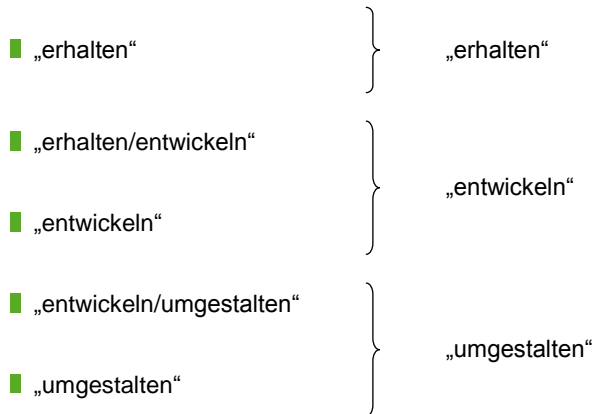 „erhalten“ „erhalten“
„erhalten/entwickeln“
„entwickeln“
„entwickeln“
„entwickeln/umgestalten“
„umgestalten“
„umgestalten“